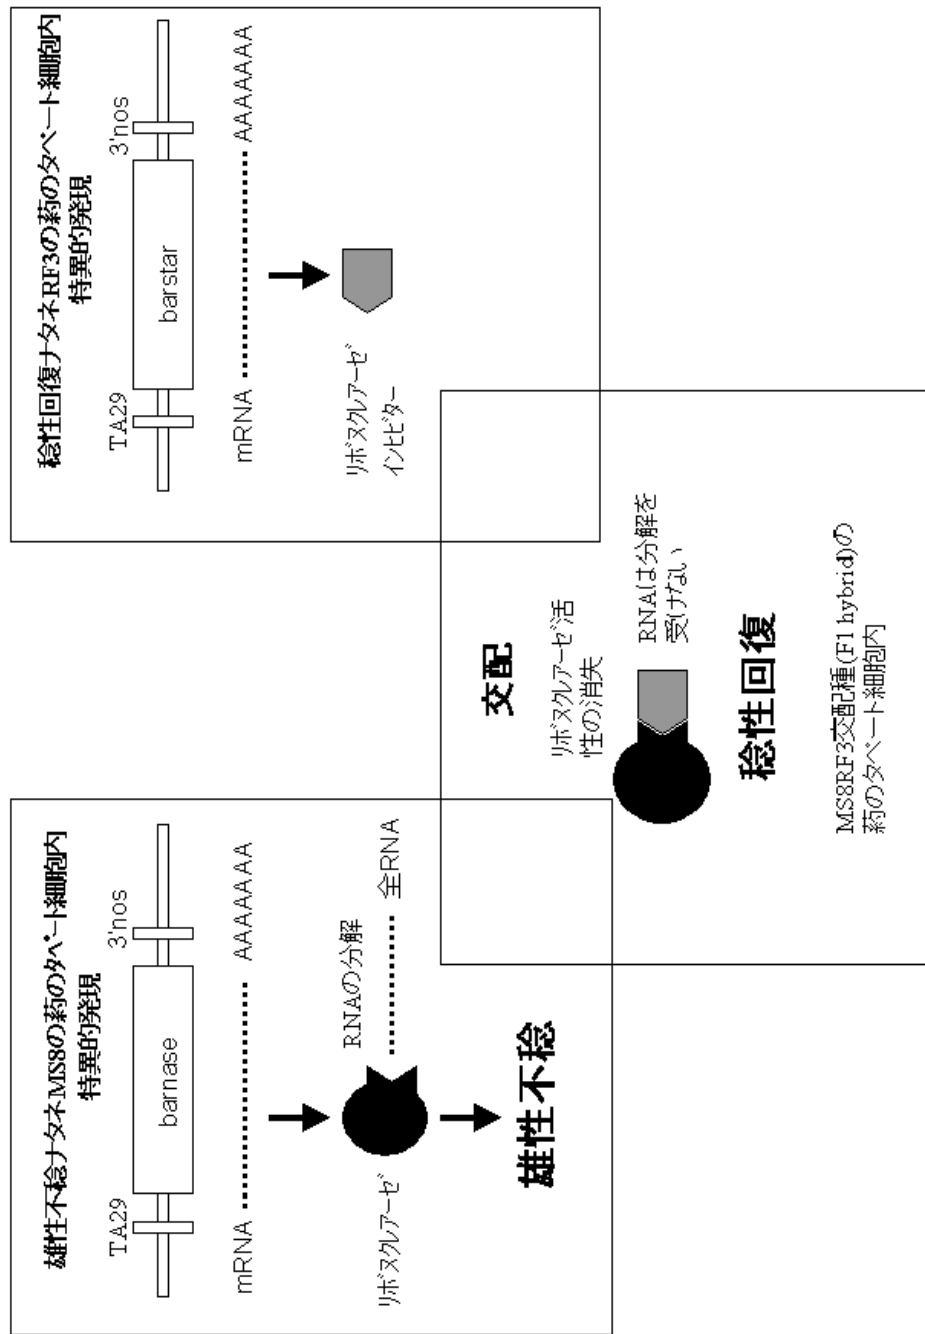 雄性不稔ナタネMS8の葯のタペート細胞内
特異的発現
TA29
barnase
3'nos
mRNA
AAAAAAA
リボヌクレアーゼ
RNAの分解
全RNA
雄性不稔
稔性回復ナタネRF3の葯のタペート細胞内
特異的発現
TA29
barstar
3'nos
mRNA
AAAAAAA
リボヌクレアーゼ
インヒビター
交配
リボヌクレアーゼ活
性の消失
RNAは分解を
受けない
稔性回復
MS8RF3交配種(F1 hybrid)の
葯のタペート細胞内